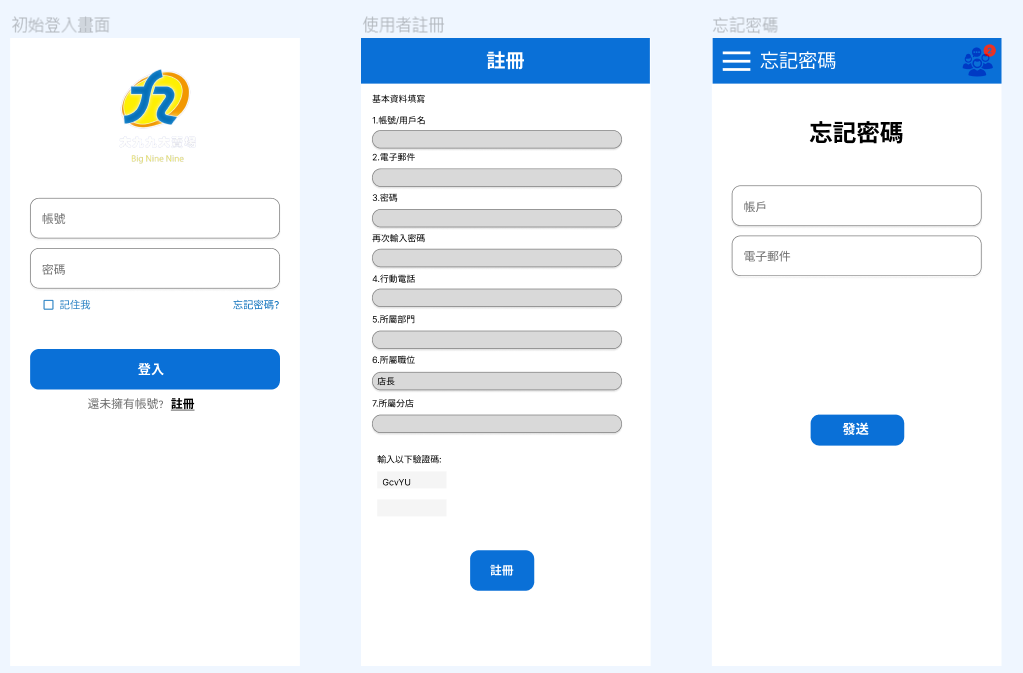 初始登入畫面
Big Nine Nine
帳號
密碼
記住我
忘記密碼?
登入
還未擁有帳號? 註冊
使用者註冊
註冊
基本資料填寫
1.帳號/用戶名
2.電子郵件
3.密碼
再次輸入密碼
4.行動電話
5.所屬部門
6.所屬職位
店長
7.所屬分店
輸入以下驗證碼:
GcvYU
註冊
忘記密碼
忘記密碼
忘記密碼
帳戶
電子郵件
發送